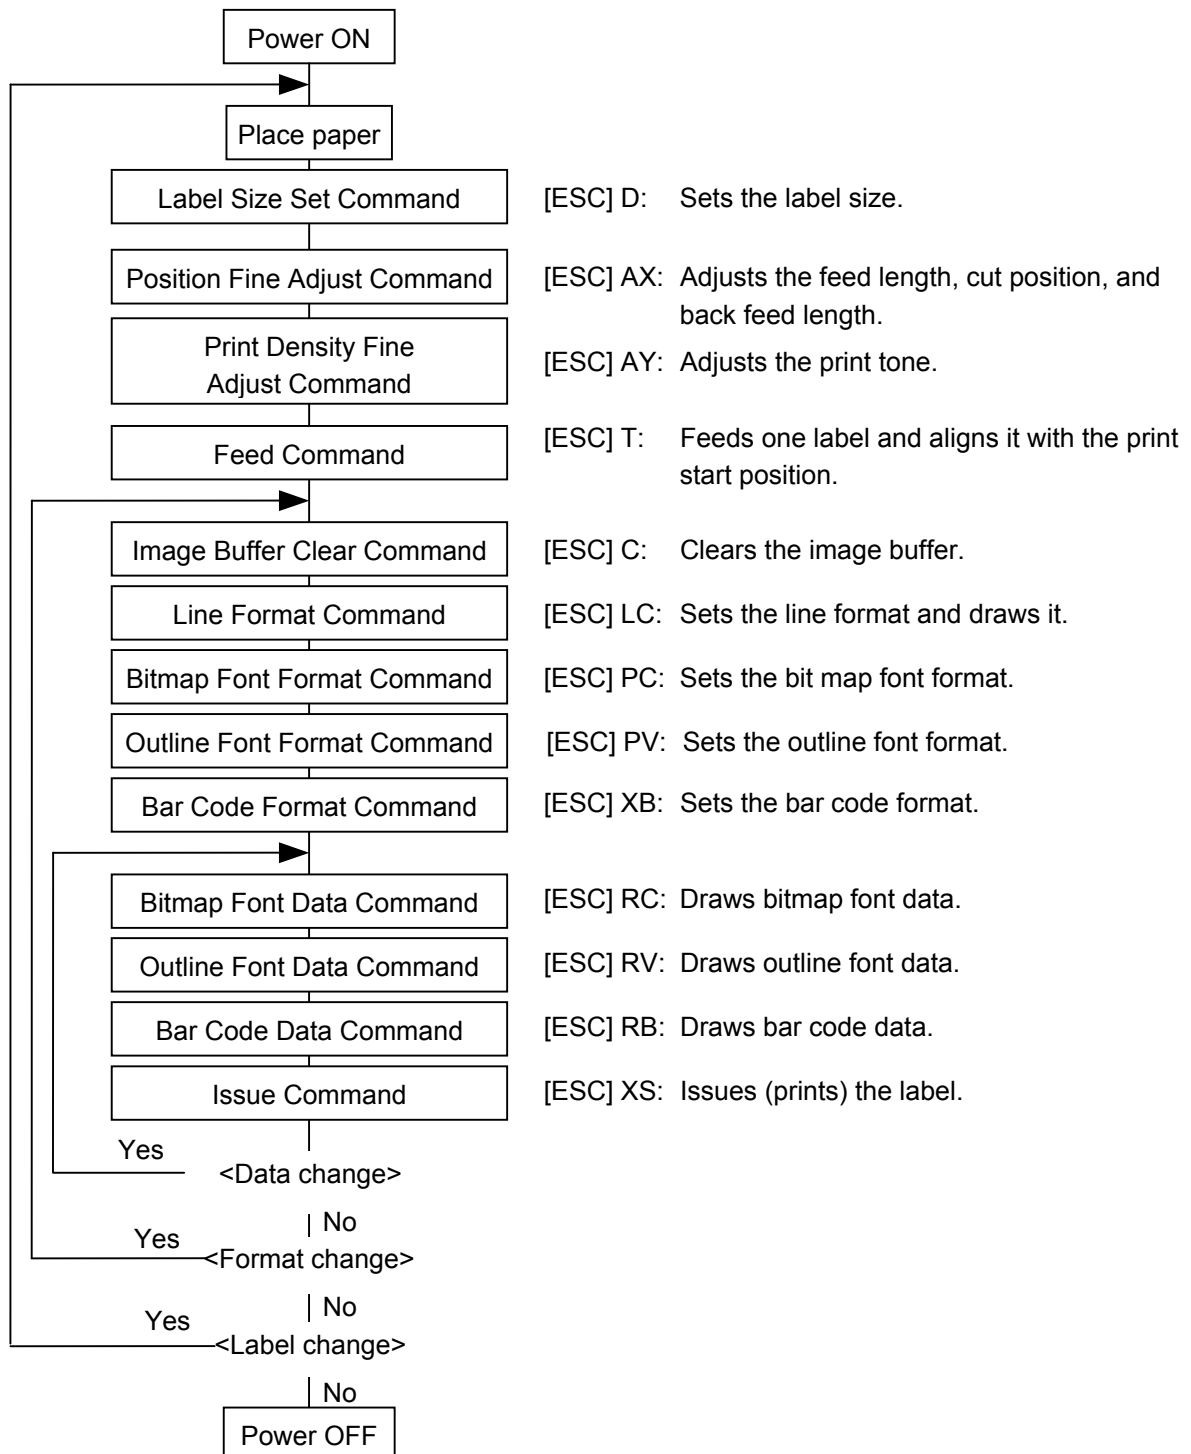 Power ON
Place paper
Label Size Set Command [ESC] D: Sets the label size.
Position Fine Adjust Command [ESC] AX: Adjusts the feed length, cut position, and
back feed length.
Print Density Fine
Adjust Command [ESC] AY: Adjusts the print tone.
Feed Command [ESC] T: Feeds one label and aligns it with the print
start position.
Image Buffer Clear Command [ESC] C: Clears the image buffer.
Line Format Command [ESC] LC: Sets the line format and draws it.
Bitmap Font Format Command [ESC] PC: Sets the bit map font format.
Outline Font Format Command [ESC] PV: Sets the outline font format.
Bar Code Format Command [ESC] XB: Sets the bar code format.
Bitmap Font Data Command [ESC] RC: Draws bitmap font data.
Outline Font Data Command [ESC] RV: Draws outline font data.
Bar Code Data Command [ESC] RB: Draws bar code data.
Issue Command [ESC] XS: Issues (prints) the label.
Yes
<Data change>
No
Yes
<Format change>
No
Yes
<Label change>
No
Power OFF